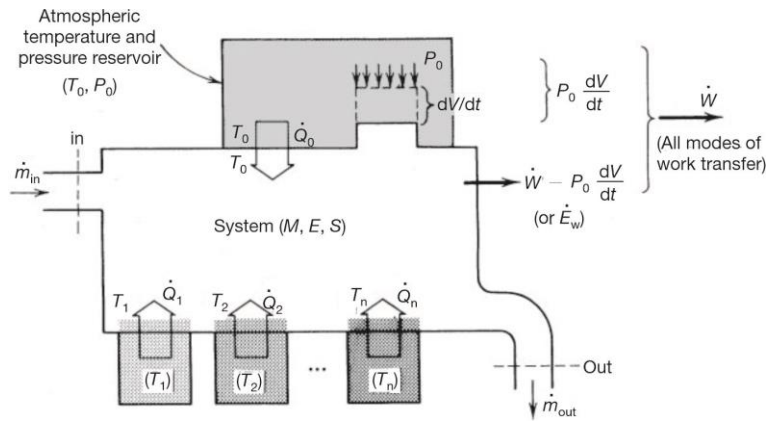 Atmospheric
temperature and
pressure reservoir
(T₀, P₀)
P₀
dV/dt
} P₀ dV/dt
Ẇ
(All modes of
work transfer)
T₀ Q̇₀
T₀
in
ṁin
Ẇ − P₀ dV/dt
(or Ėw)
System (M, E, S)
T₁ Q̇₁ T₂ Q̇₂ Tn Q̇n
(T₁) (T₂) ... (Tn)
Out
ṁout